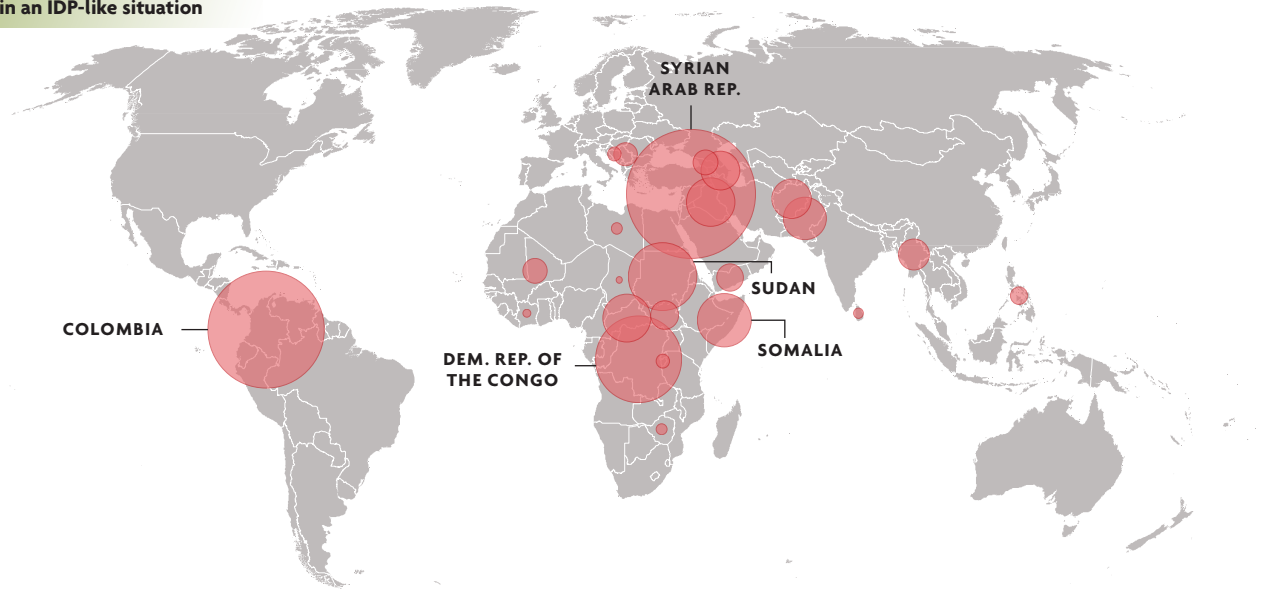 in an IDP-like situation
SYRIAN
ARAB REP.
SUDAN
COLOMBIA
SOMALIA
DEM. REP. OF
THE CONGO